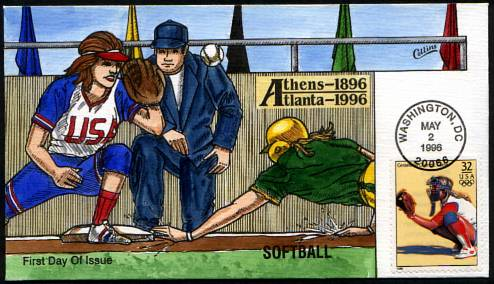 Collins
Athens–1896
Atlanta–1996
USA
WASHINGTON, DC
MAY
2
1996
20066
32
USA
SOFTBALL
First Day Of Issue